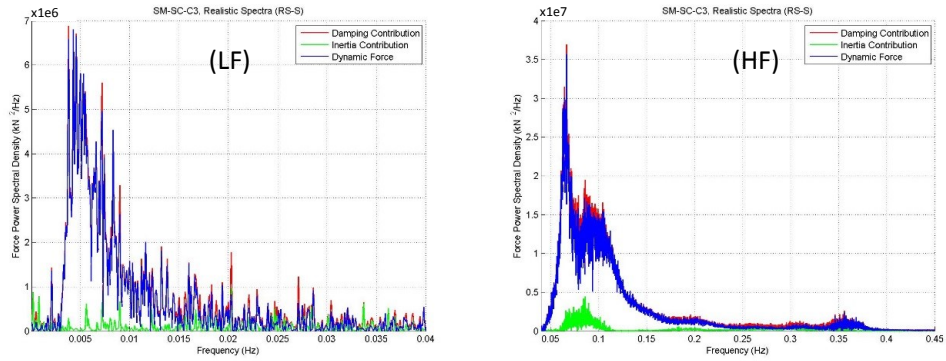 SM-SC-C3, Realistic Spectra (RS-S)
x1e6
7
6
5
4
3
2
1
0
Force Power Spectral Density (kN ^2/Hz)
(LF)
Damping Contribution
Inertia Contribution
Dynamic Force
0.005 0.01 0.015 0.02 0.025 0.03 0.035 0.04
Frequency (Hz)
SM-SC-C3, Realistic Spectra (RS-S)
x1e7
4
3.5
3
2.5
2
1.5
1
0.5
0
Force Power Spectral Density (kN ^2/Hz)
(HF)
Damping Contribution
Inertia Contribution
Dynamic Force
0.05 0.1 0.15 0.2 0.25 0.3 0.35 0.4 0.45
Frequency (Hz)